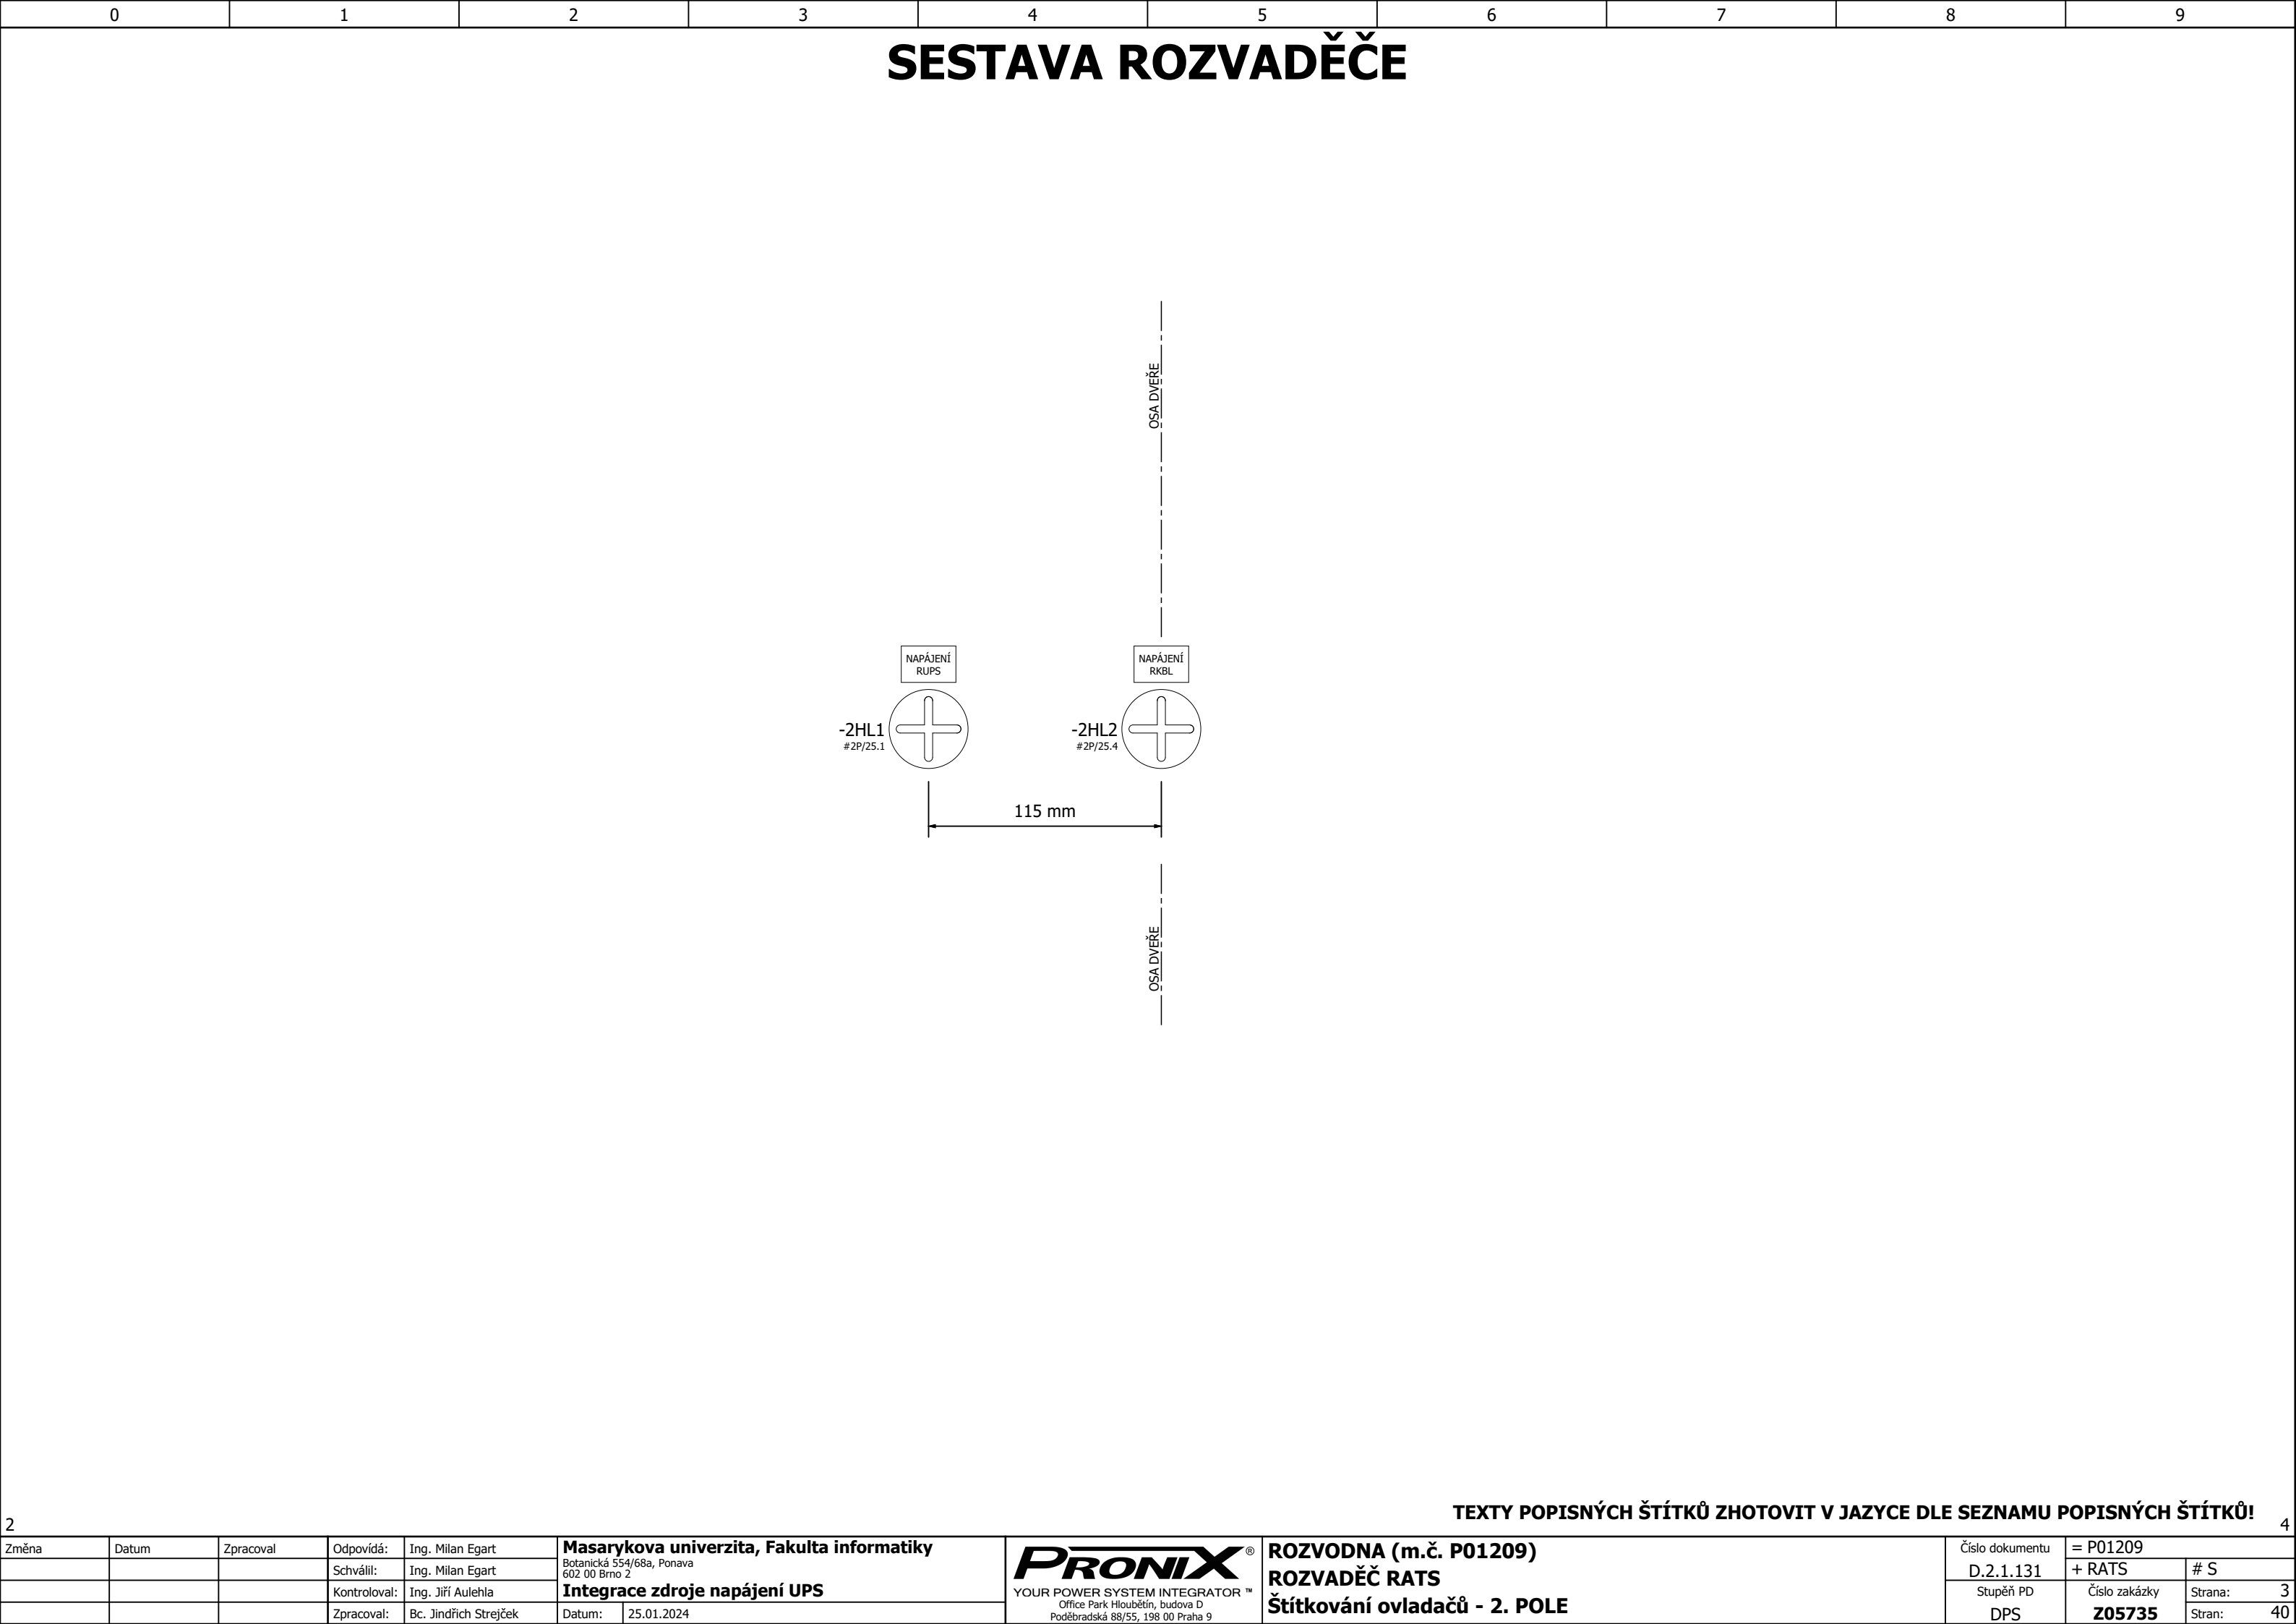 0 1 2 3 4 5 6 7 8 9
SESTAVA ROZVADĚČE
OSA DVEŘE
NAPÁJENÍ
RUPS
NAPÁJENÍ
RKBL
-2HL1
#2P/25.1
-2HL2
#2P/25.4
115 mm
OSA DVEŘE
TEXTY POPISNÝCH ŠTÍTKŮ ZHOTOVIT V JAZYCE DLE SEZNAMU POPISNÝCH ŠTÍTKŮ!
2
4
Změna Datum Zpracoval
Odpovídá: Ing. Milan Egart
Schválil: Ing. Milan Egart
Kontroloval: Ing. Jiří Aulehla
Zpracoval: Bc. Jindřich Strejček
Masarykova univerzita, Fakulta informatiky
Botanická 554/68a, Ponava
602 00 Brno 2
Integrace zdroje napájení UPS
Datum: 25.01.2024
PRONIX®
YOUR POWER SYSTEM INTEGRATOR ™
Office Park Hloubětín, budova D
Poděbradská 88/55, 198 00 Praha 9
ROZVODNA (m.č. P01209)
ROZVADĚČ RATS
Štítkování ovladačů - 2. POLE
Číslo dokumentu
D.2.1.131
Stupěň PD
DPS
= P01209
+ RATS
# S
Číslo zakázky
Z05735
Strana: 3
Stran: 40